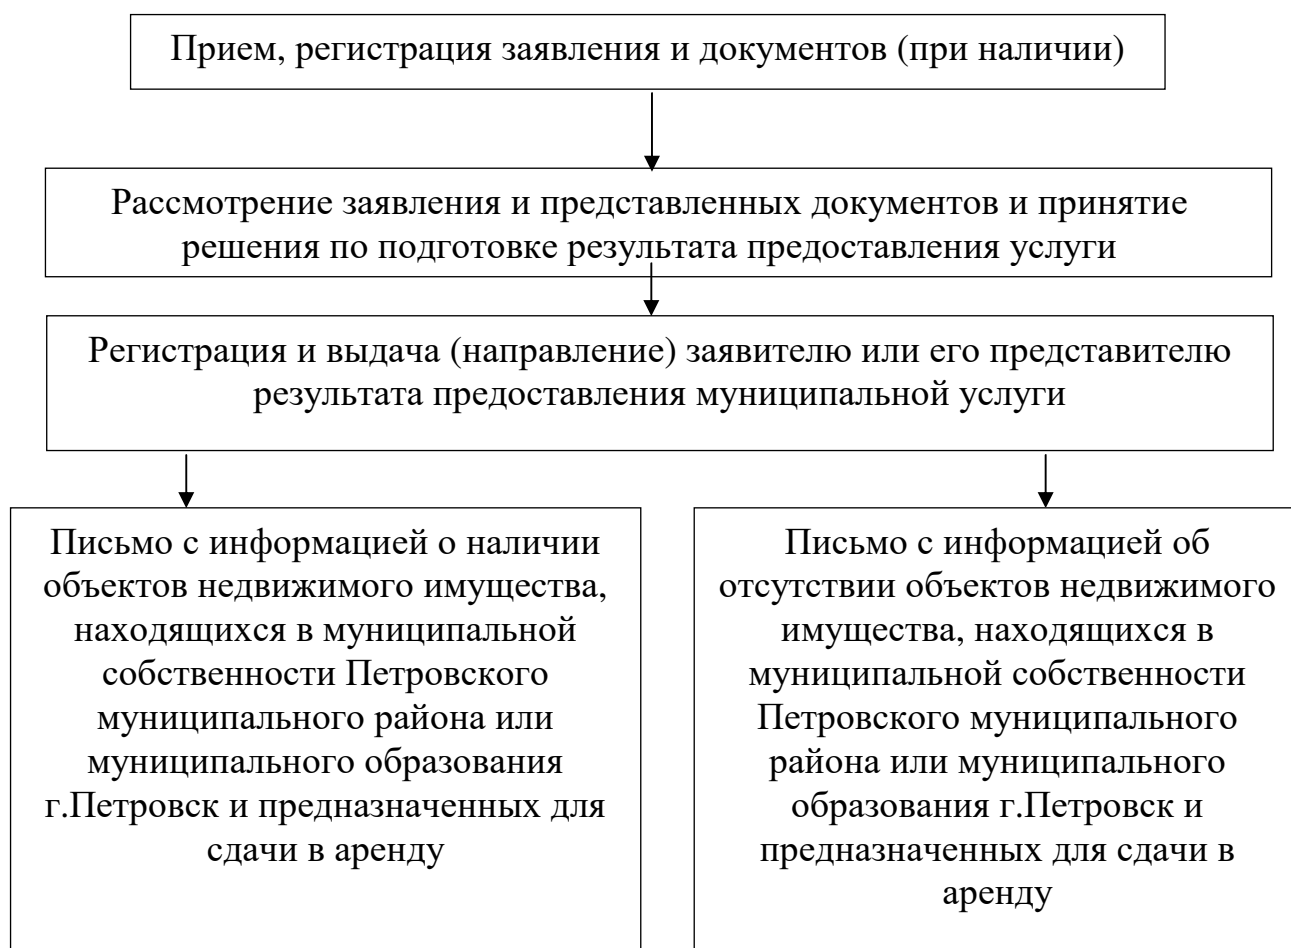 Прием, регистрация заявления и документов (при наличии)
Рассмотрение заявления и представленных документов и принятие
решения по подготовке результата предоставления услуги
Регистрация и выдача (направление) заявителю или его представителю
результата предоставления муниципальной услуги
Письмо с информацией о наличии
объектов недвижимого имущества,
находящихся в муниципальной
собственности Петровского
муниципального района или
муниципального образования
г.Петровск и предназначенных для
сдачи в аренду
Письмо с информацией об
отсутствии объектов недвижимого
имущества, находящихся в
муниципальной собственности
Петровского муниципального
района или муниципального
образования г.Петровск и
предназначенных для сдачи в
аренду